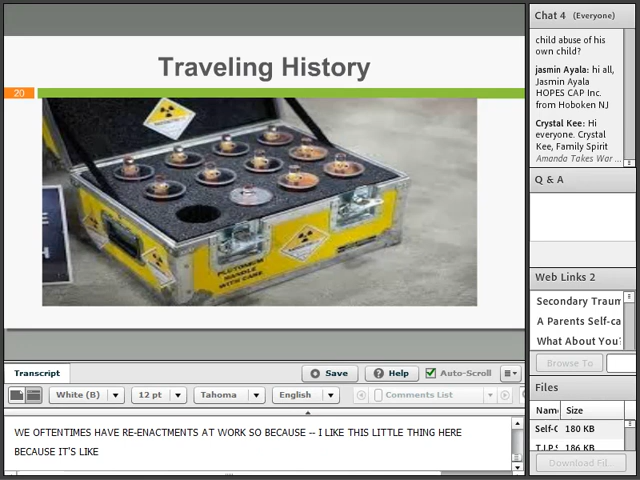 Traveling History
20
PLUTONIUM
HANDLE
WITH CARE
Chat 4 (Everyone)
child abuse of his
own child?
jasmin Ayala: hi all,
Jasmin Ayala
HOPES CAP Inc.
from Hoboken NJ
Crystal Kee: Hi
everyone. Crystal
Kee, Family Spirit
Amanda Takes War ...
Q & A
Web Links 2
Secondary Traum
A Parents Self-ca
What About You?
Browse To
Files
Name Size
Self-C 180 KB
T.I.P.S 186 KB
Download Fil...
Transcript
Save
Help
Auto-Scroll
White (B)
12 pt
Tahoma
English
Comments List
WE OFTENTIMES HAVE RE-ENACTMENTS AT WORK SO BECAUSE -- I LIKE THIS LITTLE THING HERE
BECAUSE IT'S LIKE